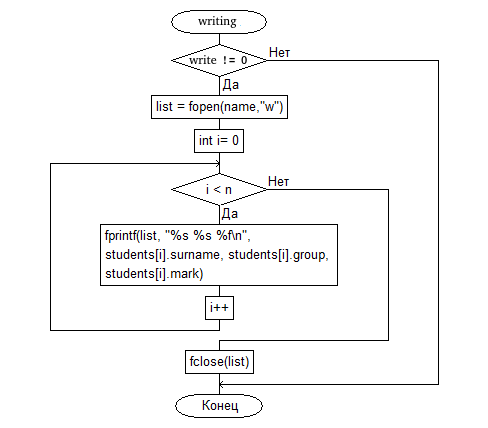 writing
write != 0
Нет
Да
list = fopen(name,"w")
int i= 0
i < n
Нет
Да
fprintf(list, "%s %s %f\n",
students[i].surname, students[i].group,
students[i].mark)
i++
fclose(list)
Конец